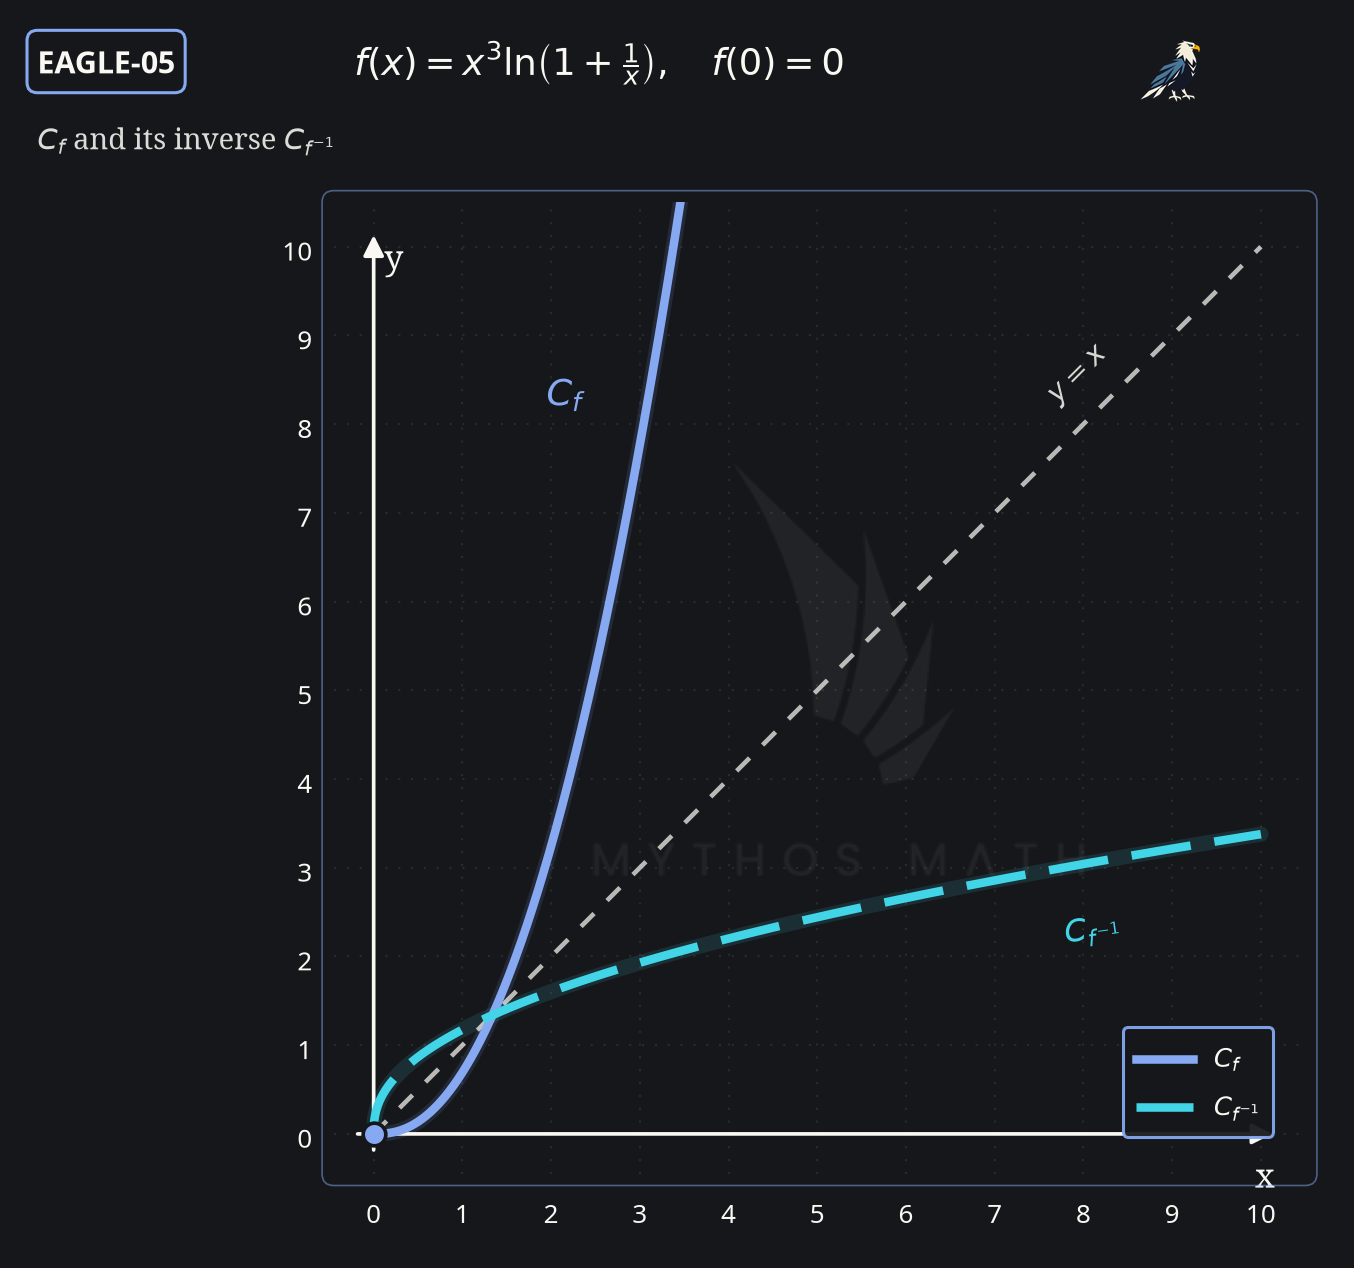 EAGLE-05
f(x) = x³ln(1 + 1/x), f(0) = 0
C_f and its inverse C_{f⁻¹}
y
10
9
8
7
6
5
4
3
2
1
0
C_f
y = x
MYTHOS MATH
C_{f⁻¹}
C_f
C_{f⁻¹}
x
0 1 2 3 4 5 6 7 8 9 10